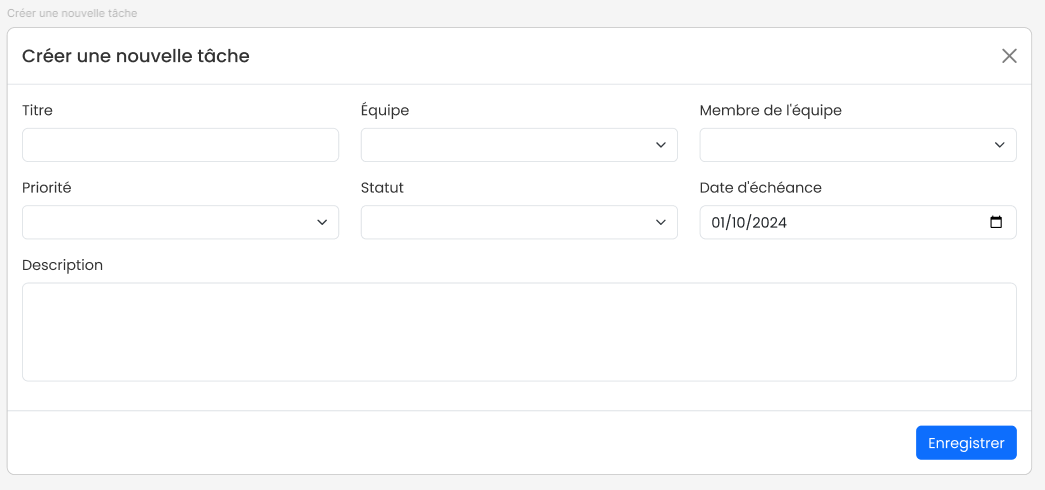 Créer une nouvelle tâche
Créer une nouvelle tâche
Titre
Équipe
Membre de l'équipe
Priorité
Statut
Date d'échéance
01/10/2024
Description
Enregistrer